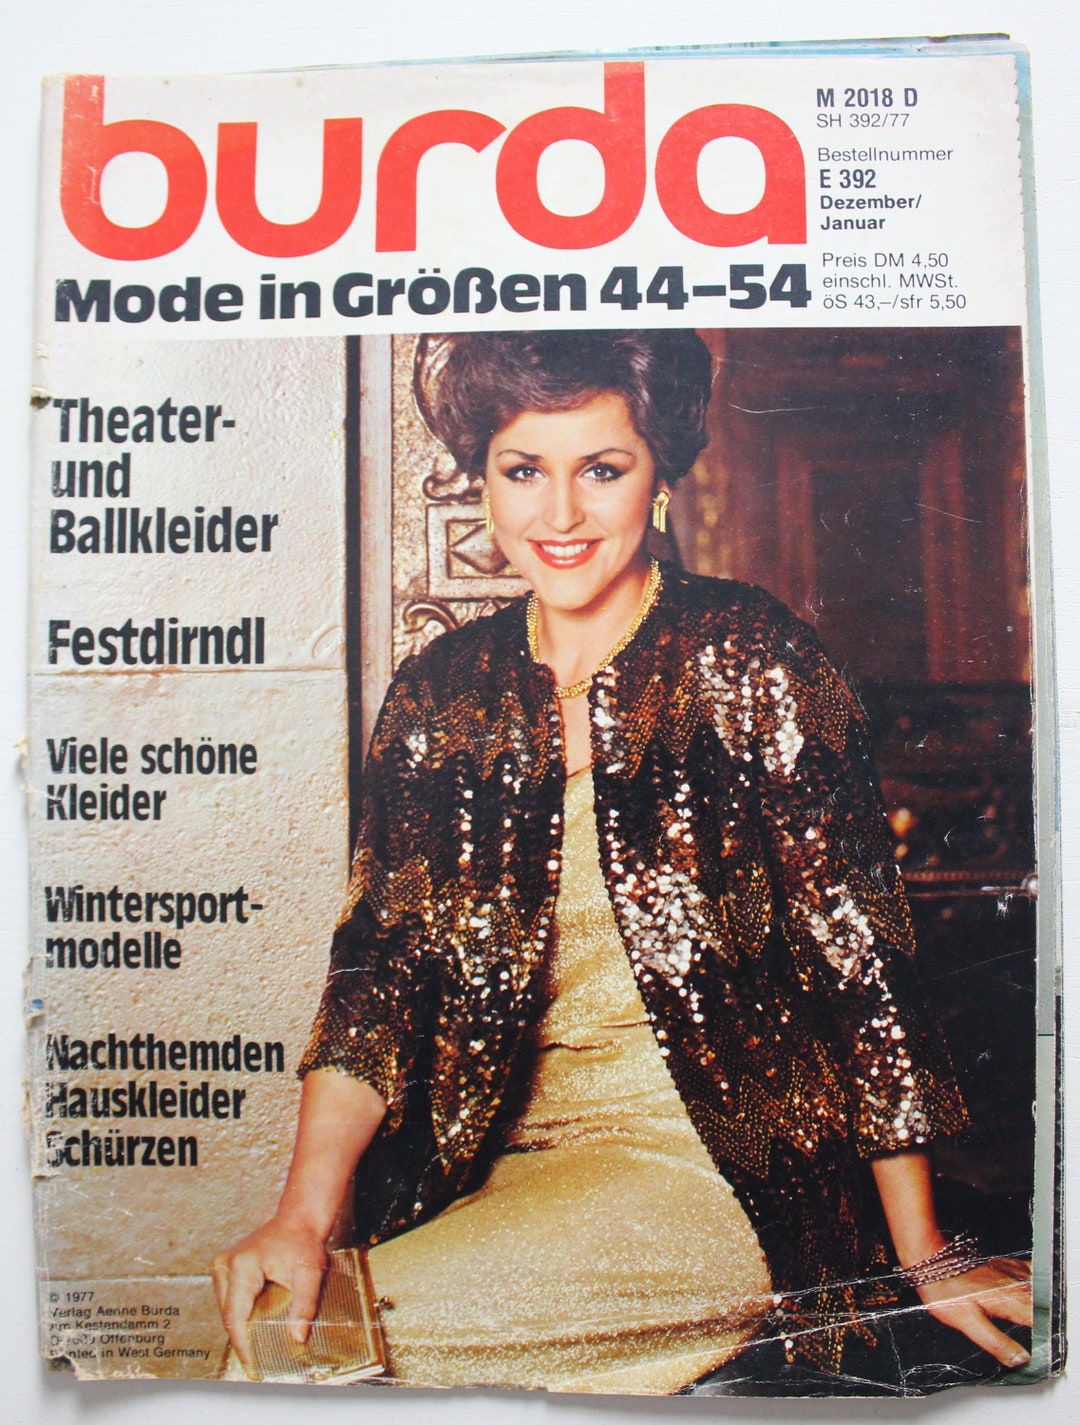 burda
M 2018 D
SH 392/77
Bestellnummer
E 392
Dezember/
Januar
Preis DM 4,50
einschl. MWSt.
öS 43,–/sfr 5,50
Mode in Größen 44–54
Theater-
und
Ballkleider
Festdirndl
Viele schöne
Kleider
Wintersport-
modelle
Nachthemden
Hauskleider
Schürzen
© 1977
Verlag Aenne Burda
Am Kestendamm 2
Offenburg
Printed in West Germany